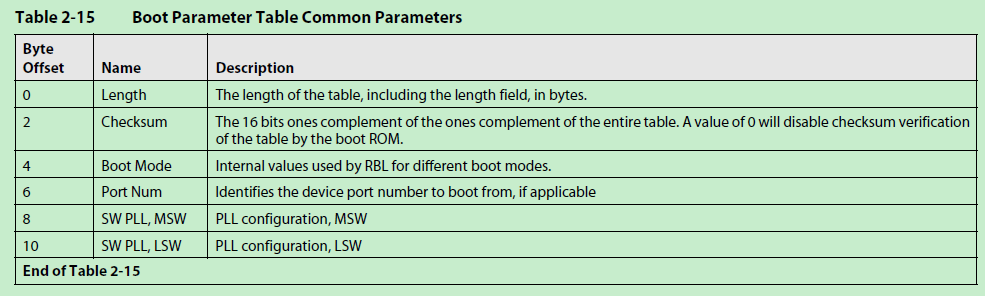 Table 2-15 Boot Parameter Table Common Parameters
Byte
Offset Name Description
0 Length The length of the table, including the length field, in bytes.
2 Checksum The 16 bits ones complement of the ones complement of the entire table. A value of 0 will disable checksum verification
of the table by the boot ROM.
4 Boot Mode Internal values used by RBL for different boot modes.
6 Port Num Identifies the device port number to boot from, if applicable
8 SW PLL, MSW PLL configuration, MSW
10 SW PLL, LSW PLL configuration, LSW
End of Table 2-15